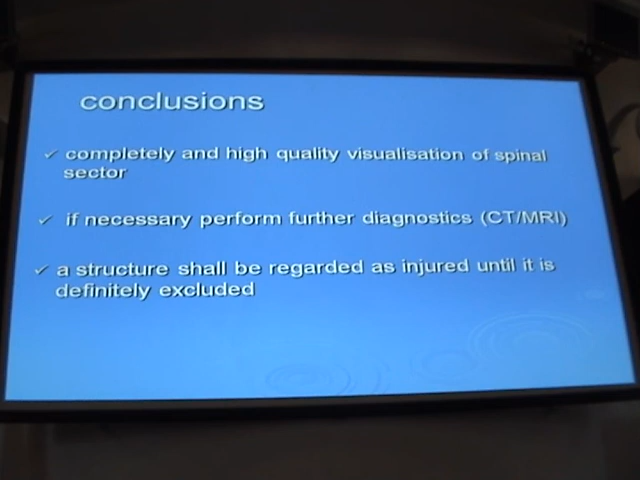 conclusions
✓ completely and high quality visualisation of spinal
sector
✓ if necessary perform further diagnostics (CT/MRI)
✓ a structure shall be regarded as injured until it is
definitely excluded